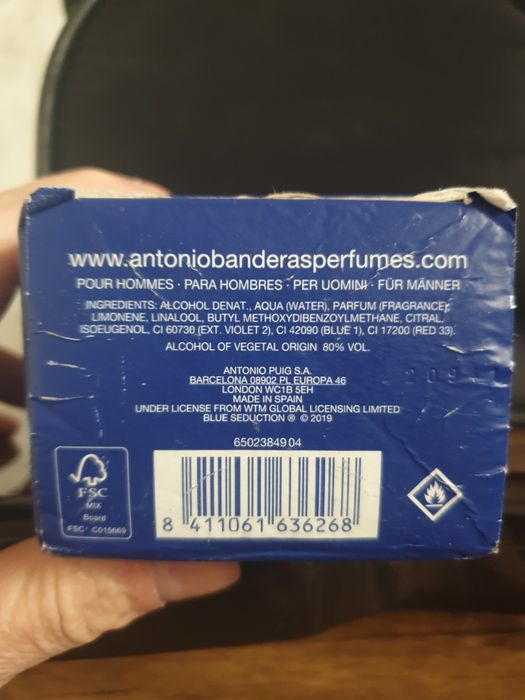 www.antoniobanderasperfumes.com
POUR HOMMES · PARA HOMBRES · PER UOMINI · FÜR MÄNNER
INGREDIENTS: ALCOHOL DENAT., AQUA (WATER), PARFUM (FRAGRANCE),
LIMONENE, LINALOOL, BUTYL METHOXYDIBENZOYLMETHANE, CITRAL,
ISOEUGENOL, CI 60730 (EXT. VIOLET 2), CI 42090 (BLUE 1), CI 17200 (RED 33).
ALCOHOL OF VEGETAL ORIGIN 80% VOL.
ANTONIO PUIG S.A.
BARCELONA 08902 PL EUROPA 46
LONDON WC1B 5EH
MADE IN SPAIN
UNDER LICENSE FROM WTM GLOBAL LICENSING LIMITED
BLUE SEDUCTION ® © 2019
6502384904
FSC
MIX
Board
FSC® C015669
8 411061 636268